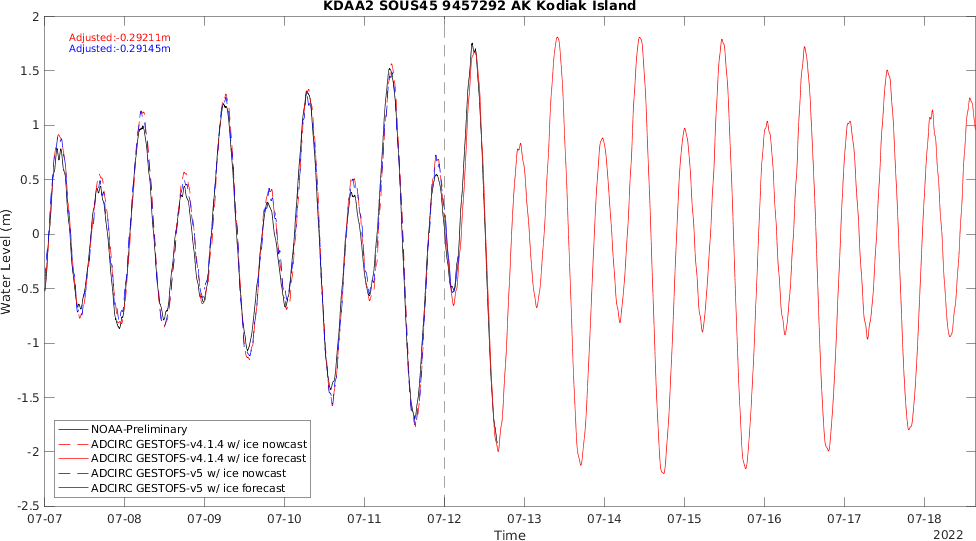 KDAA2 SOUS45 9457292 AK Kodiak Island
Adjusted:-0.29211m
Adjusted:-0.29145m
2
1.5
1
0.5
0
-0.5
-1
-1.5
-2
-2.5
Water Level (m)
NOAA-Preliminary
ADCIRC GESTOFS-v4.1.4 w/ ice nowcast
ADCIRC GESTOFS-v4.1.4 w/ ice forecast
ADCIRC GESTOFS-v5 w/ ice nowcast
ADCIRC GESTOFS-v5 w/ ice forecast
07-07 07-08 07-09 07-10 07-11 07-12 07-13 07-14 07-15 07-16 07-17 07-18
Time
2022